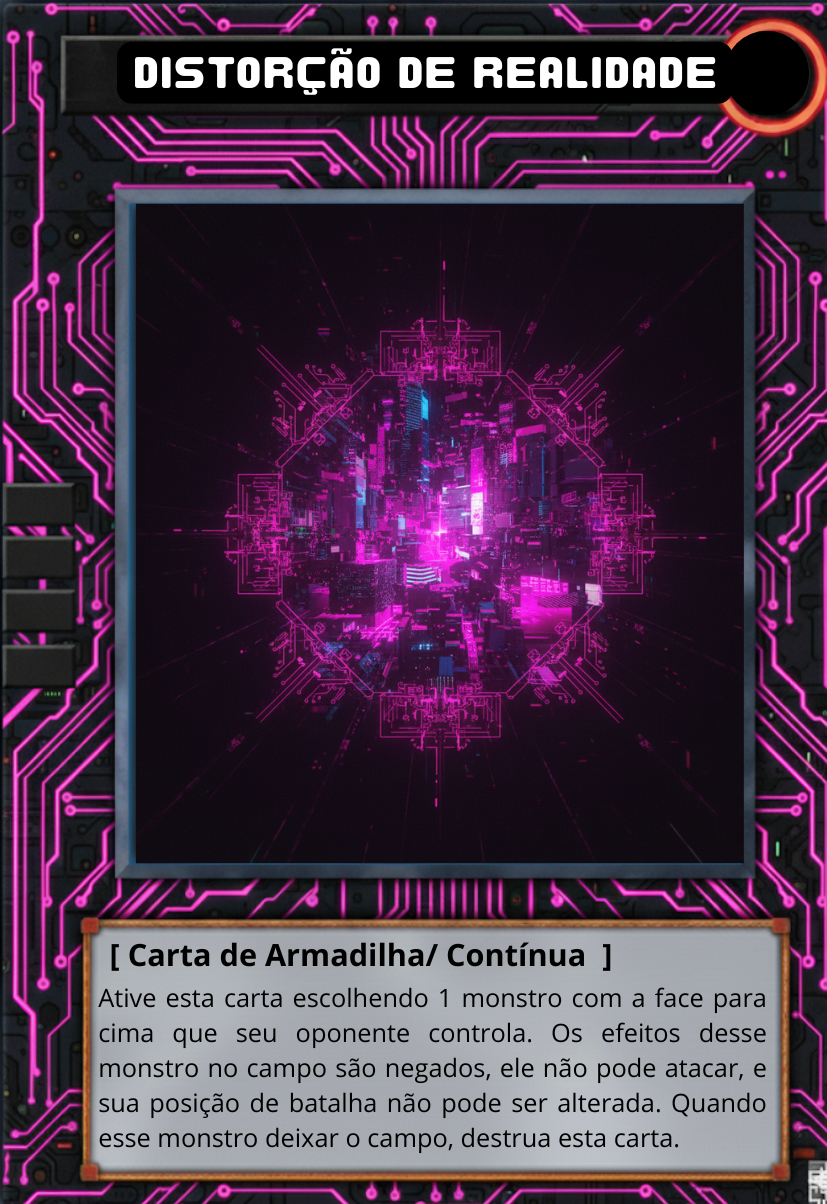 DISTORÇÃO DE REALIDADE
[ Carta de Armadilha/ Contínua ]
Ative esta carta escolhendo 1 monstro com a face para
cima que seu oponente controla. Os efeitos desse
monstro no campo são negados, ele não pode atacar, e
sua posição de batalha não pode ser alterada. Quando
esse monstro deixar o campo, destrua esta carta.